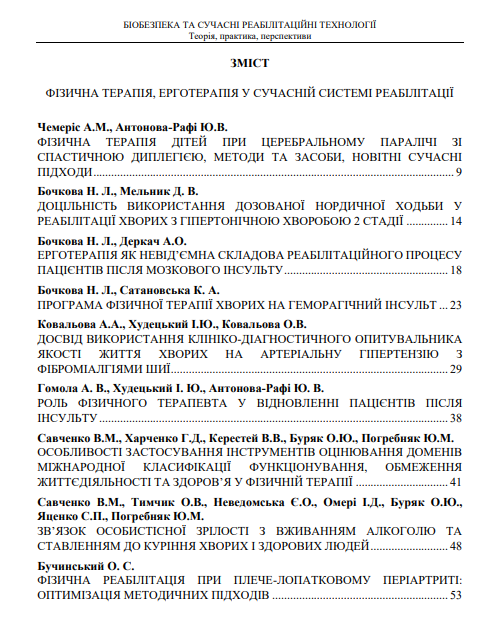 БІОБЕЗПЕКА ТА СУЧАСНІ РЕАБІЛІТАЦІЙНІ ТЕХНОЛОГІЇ
Теорія, практика, перспективи
ЗМІСТ
ФІЗИЧНА ТЕРАПІЯ, ЕРГОТЕРАПІЯ У СУЧАСНІЙ СИСТЕМІ РЕАБІЛІТАЦІЇ
Чемеріс А.М., Антонова-Рафі Ю.В.
ФІЗИЧНА ТЕРАПІЯ ДІТЕЙ ПРИ ЦЕРЕБРАЛЬНОМУ ПАРАЛІЧІ ЗІ
СПАСТИЧНОЮ ДИПЛЕГІЄЮ, МЕТОДИ ТА ЗАСОБИ, НОВІТНІ СУЧАСНІ
ПІДХОДИ ... 9
Бочкова Н. Л., Мельник Д. В.
ДОЦІЛЬНІСТЬ ВИКОРИСТАННЯ ДОЗОВАНОЇ НОРДИЧНОЇ ХОДЬБИ У
РЕАБІЛІТАЦІЇ ХВОРИХ З ГІПЕРТОНІЧНОЮ ХВОРОБОЮ 2 СТАДІЇ ... 14
Бочкова Н. Л., Деркач А.О.
ЕРГОТЕРАПІЯ ЯК НЕВІД’ЄМНА СКЛАДОВА РЕАБІЛІТАЦІЙНОГО ПРОЦЕСУ
ПАЦІЄНТІВ ПІСЛЯ МОЗКОВОГО ІНСУЛЬТУ ... 18
Бочкова Н. Л., Сатановська К. А.
ПРОГРАМА ФІЗИЧНОЇ ТЕРАПІЇ ХВОРИХ НА ГЕМОРАГІЧНИЙ ІНСУЛЬТ ... 23
Ковальова А.А., Худецький І.Ю., Ковальова О.В.
ДОСВІД ВИКОРИСТАННЯ КЛІНІКО-ДІАГНОСТИЧНОГО ОПИТУВАЛЬНИКА
ЯКОСТІ ЖИТТЯ ХВОРИХ НА АРТЕРІАЛЬНУ ГІПЕРТЕНЗІЮ З
ФІБРОМІАЛГІЯМИ ШИЇ ... 29
Гомола А. В., Худецький І. Ю., Антонова-Рафі Ю. В.
РОЛЬ ФІЗИЧНОГО ТЕРАПЕВТА У ВІДНОВЛЕННІ ПАЦІЄНТІВ ПІСЛЯ
ІНСУЛЬТУ ... 38
Савченко В.М., Харченко Г.Д., Керестей В.В., Буряк О.Ю., Погребняк Ю.М.
ОСОБЛИВОСТІ ЗАСТОСУВАННЯ ІНСТРУМЕНТІВ ОЦІНЮВАННЯ ДОМЕНІВ
МІЖНАРОДНОЇ КЛАСИФІКАЦІЇ ФУНКЦІОНУВАННЯ, ОБМЕЖЕННЯ
ЖИТТЄДІЯЛЬНОСТІ ТА ЗДОРОВ’Я У ФІЗИЧНІЙ ТЕРАПІЇ ... 41
Савченко В.М., Тимчик О.В., Неведомська Є.О., Омері І.Д., Буряк О.Ю.,
Яценко С.П., Погребняк Ю.М.
ЗВ’ЯЗОК ОСОБИСТІСНОЇ ЗРІЛОСТІ З ВЖИВАННЯМ АЛКОГОЛЮ ТА
СТАВЛЕННЯМ ДО КУРІННЯ ХВОРИХ І ЗДОРОВИХ ЛЮДЕЙ ... 48
Бучинський О. С.
ФІЗИЧНА РЕАБІЛІТАЦІЯ ПРИ ПЛЕЧЕ-ЛОПАТКОВОМУ ПЕРІАРТРИТІ:
ОПТИМІЗАЦІЯ МЕТОДИЧНИХ ПІДХОДІВ ... 53